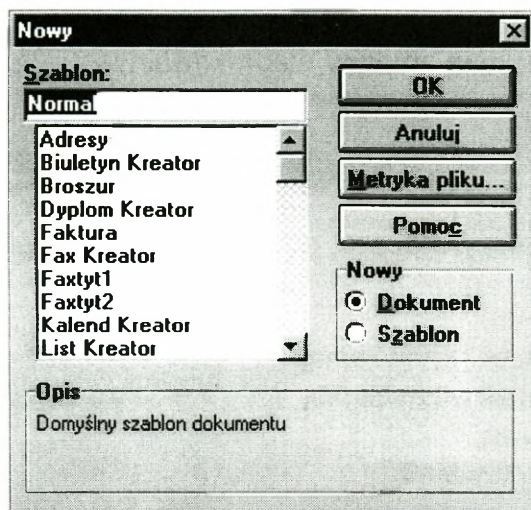 Nowy
Szablon:
Normal
Adresy
Biuletyn Kreator
Broszur
Dyplom Kreator
Faktura
Fax Kreator
Faxtyt1
Faxtyt2
Kalend Kreator
List Kreator
OK
Anuluj
Metryka pliku...
Pomoc
Nowy
Dokument
Szablon
Opis
Domyślny szablon dokumentu